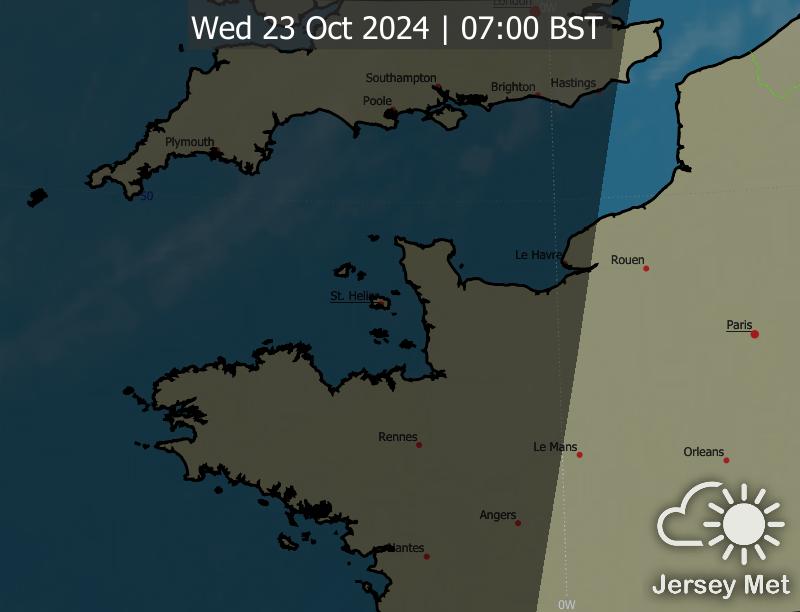 London
0W
Wed 23 Oct 2024 | 07:00 BST
Southampton
Brighton
Hastings
Poole
Plymouth
50
Le Havre
Rouen
St. Helier
Paris
Rennes
Le Mans
Orleans
Angers
Nantes
Jersey Met
0W